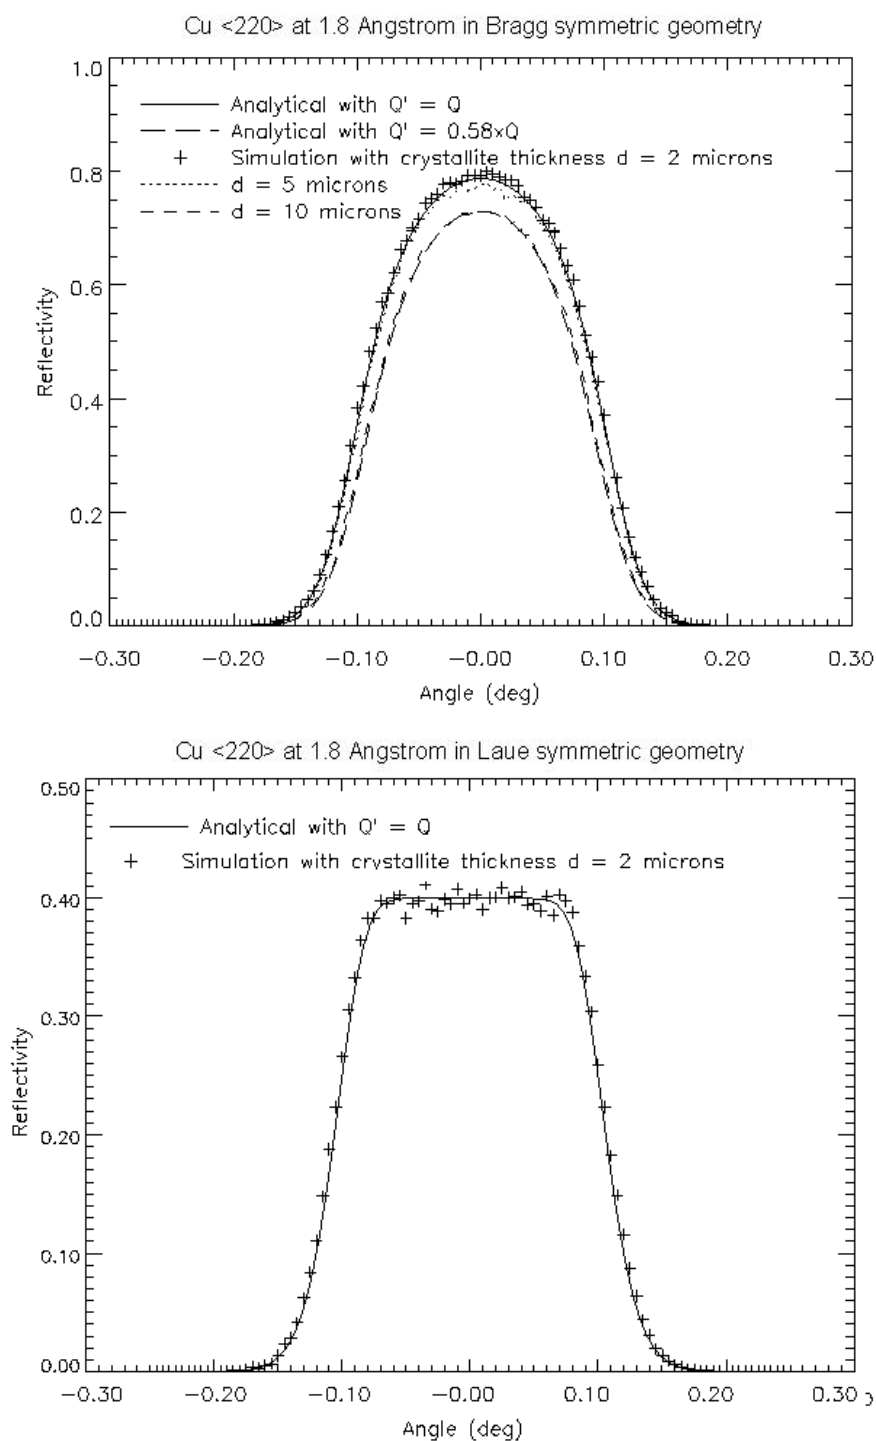 Cu <220> at 1.8 Angstrom in Bragg symmetric geometry
1.0
Analytical with Q' = Q
Analytical with Q' = 0.58×Q
Simulation with crystallite thickness d = 2 microns
0.8
d = 5 microns
d = 10 microns
0.6
Reflectivity
0.4
0.2
0.0
−0.30 −0.20 −0.10 −0.00 0.10 0.20 0.30
Angle (deg)
Cu <220> at 1.8 Angstrom in Laue symmetric geometry
0.50
Analytical with Q' = Q
Simulation with crystallite thickness d = 2 microns
0.40
0.30
Reflectivity
0.20
0.10
0.00
−0.30 −0.20 −0.10 −0.00 0.10 0.20 0.30
Angle (deg)